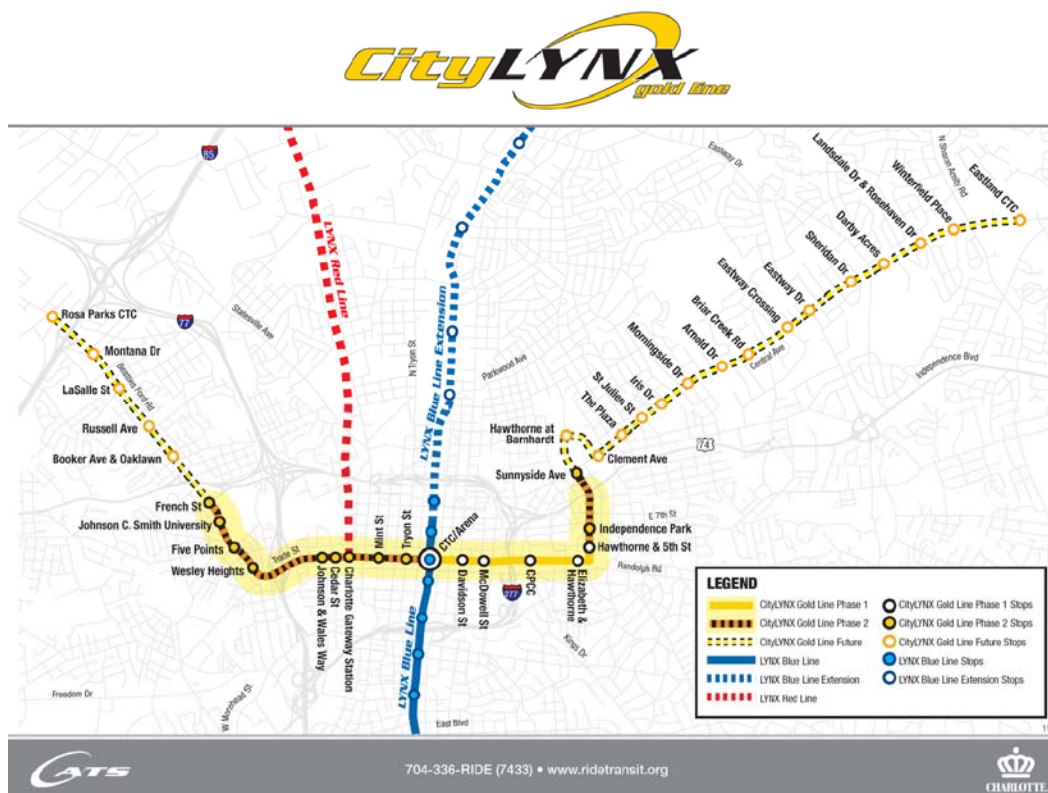 CityLYNX
gold line
85
Eastway Dr
N Sharon Amity Rd
Landsdale Dr & Rosehaven Dr
Winterfield Place
Eastland CTC
Darby Acres
Sheridan Dr
Eastway Dr
Eastway Crossing
Briar Creek Rd
Arnold Dr
Morningside Dr
Iris Dr
St Julien St
The Plaza
Central Ave
Independence Blvd
LYNX Red Line
LYNX Blue Line Extension
Rosa Parks CTC
77
Statesville Ave
N Tryon St
Parkwood Ave
Montana Dr
Beatties Ford Rd
LaSalle St
Russell Ave
Booker Ave & Oaklawn
Hawthorne at
Barnhardt
Clement Ave
74
Sunnyside Ave
French St
Johnson C. Smith University
Five Points
Wesley Heights
Trade St
Johnson & Wales Way
Cedar St
Charlotte Gateway Station
Mint St
Tryon St
CTC/Arena
E 7th St
Independence Park
Hawthorne & 5th St
Randolph Rd
Davidson St
McDowell St
CPCC
277
Elizabeth &
Hawthorne
Kings Dr
LYNX Blue Line
Freedom Dr
W Morehead St
East Blvd
LEGEND
CityLYNX Gold Line Phase 1
CityLYNX Gold Line Phase 2
CityLYNX Gold Line Future
LYNX Blue Line
LYNX Blue Line Extension
LYNX Red Line
CityLYNX Gold Line Phase 1 Stops
CityLYNX Gold Line Phase 2 Stops
CityLYNX Gold Line Future Stops
LYNX Blue Line Stops
LYNX Blue Line Extension Stops
CATS
704-336-RIDE (7433) • www.ridetransit.org
CHARLOTTE